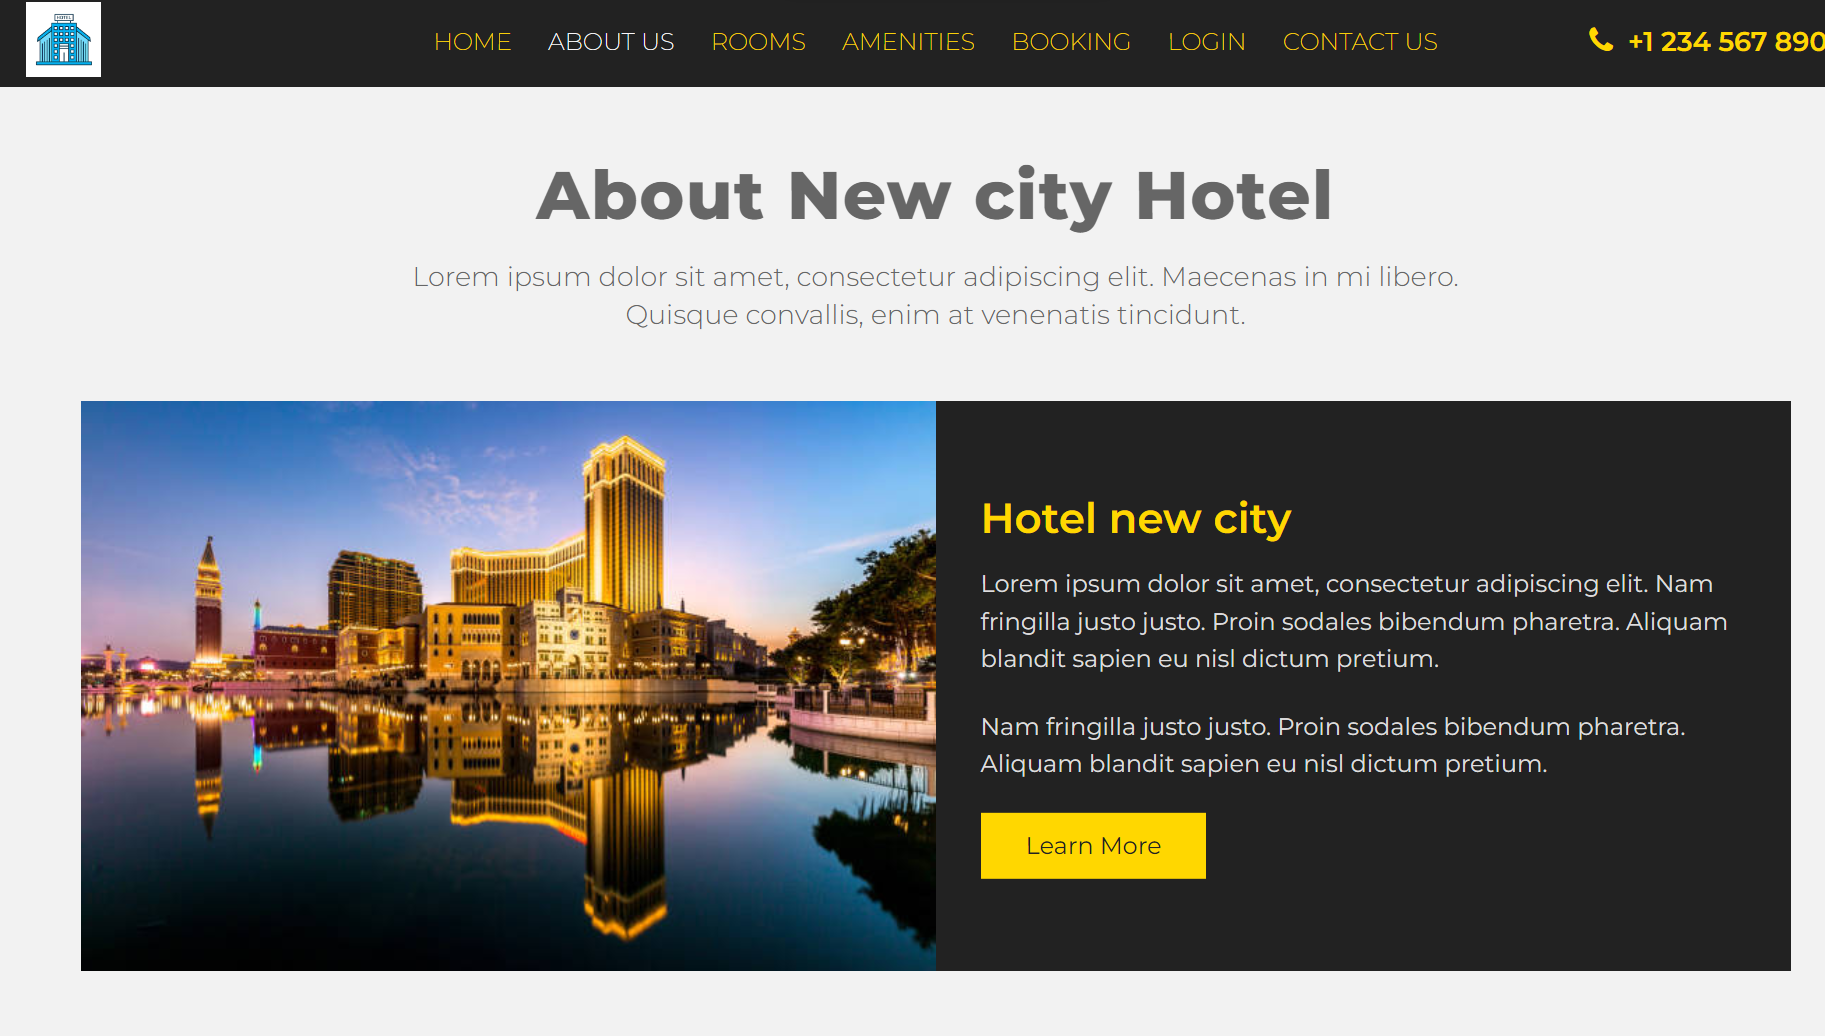 HOTEL
HOME ABOUT US ROOMS AMENITIES BOOKING LOGIN CONTACT US +1 234 567 890
About New city Hotel
Lorem ipsum dolor sit amet, consectetur adipiscing elit. Maecenas in mi libero.
Quisque convallis, enim at venenatis tincidunt.
Hotel new city
Lorem ipsum dolor sit amet, consectetur adipiscing elit. Nam
fringilla justo justo. Proin sodales bibendum pharetra. Aliquam
blandit sapien eu nisl dictum pretium.
Nam fringilla justo justo. Proin sodales bibendum pharetra.
Aliquam blandit sapien eu nisl dictum pretium.
Learn More